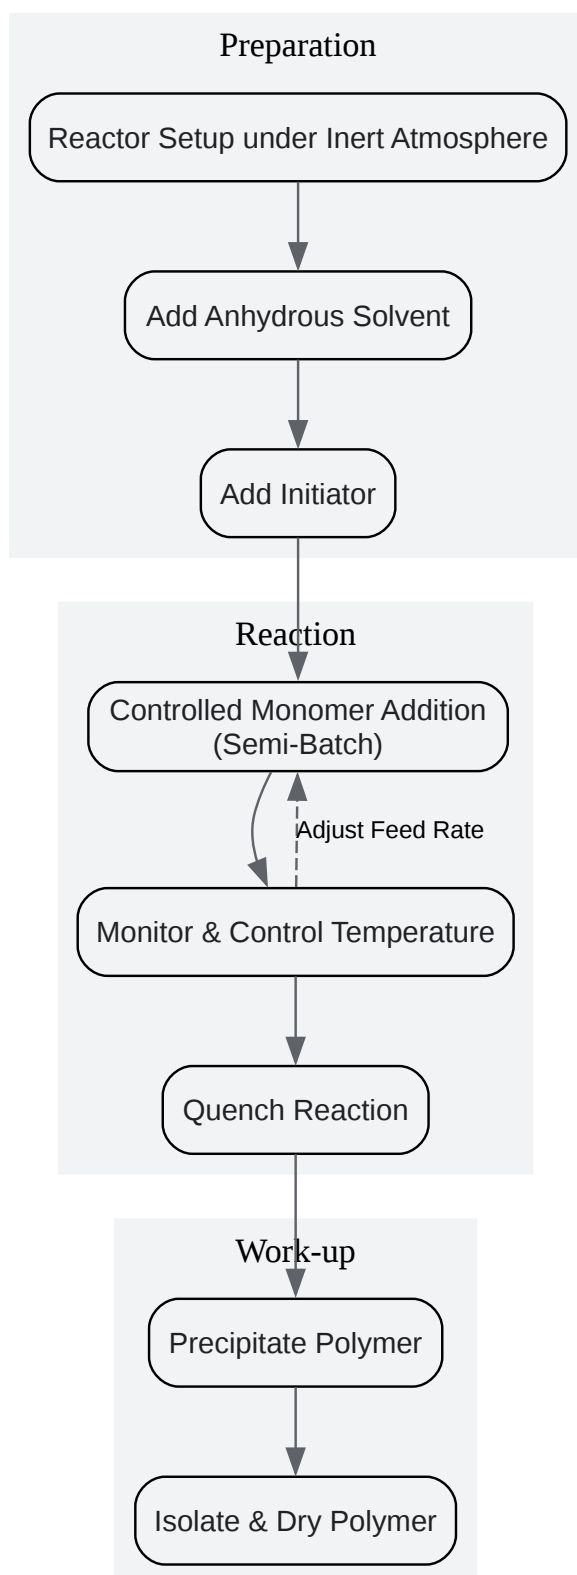 Preparation
Reactor Setup under Inert Atmosphere
Add Anhydrous Solvent
Add Initiator
Reaction
Controlled Monomer Addition
(Semi-Batch)
Adjust Feed Rate
Monitor & Control Temperature
Quench Reaction
Work-up
Precipitate Polymer
Isolate & Dry Polymer